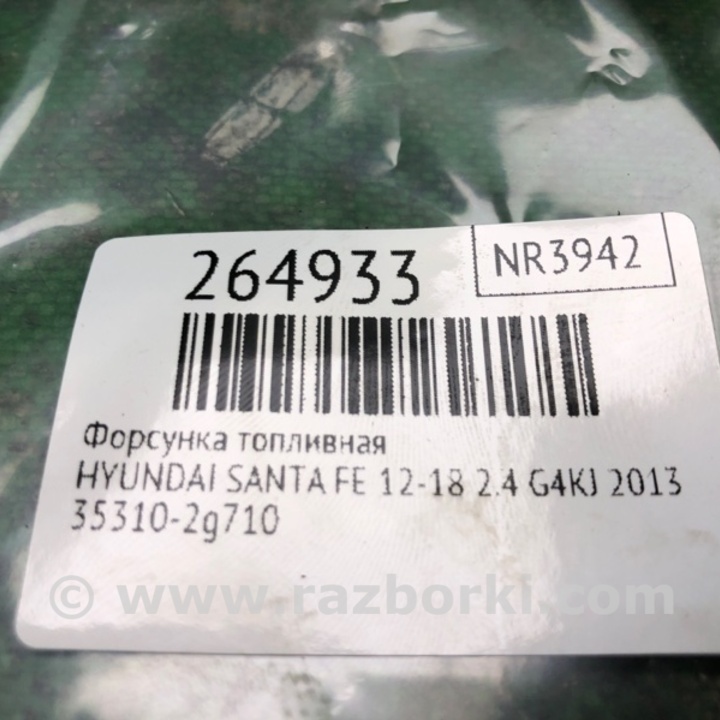 264933
NR3942
Форсунка топливная
HYUNDAI SANTA FE 12-18 2.4 G4KJ 2013
35310-2g710
© www.razborki.com